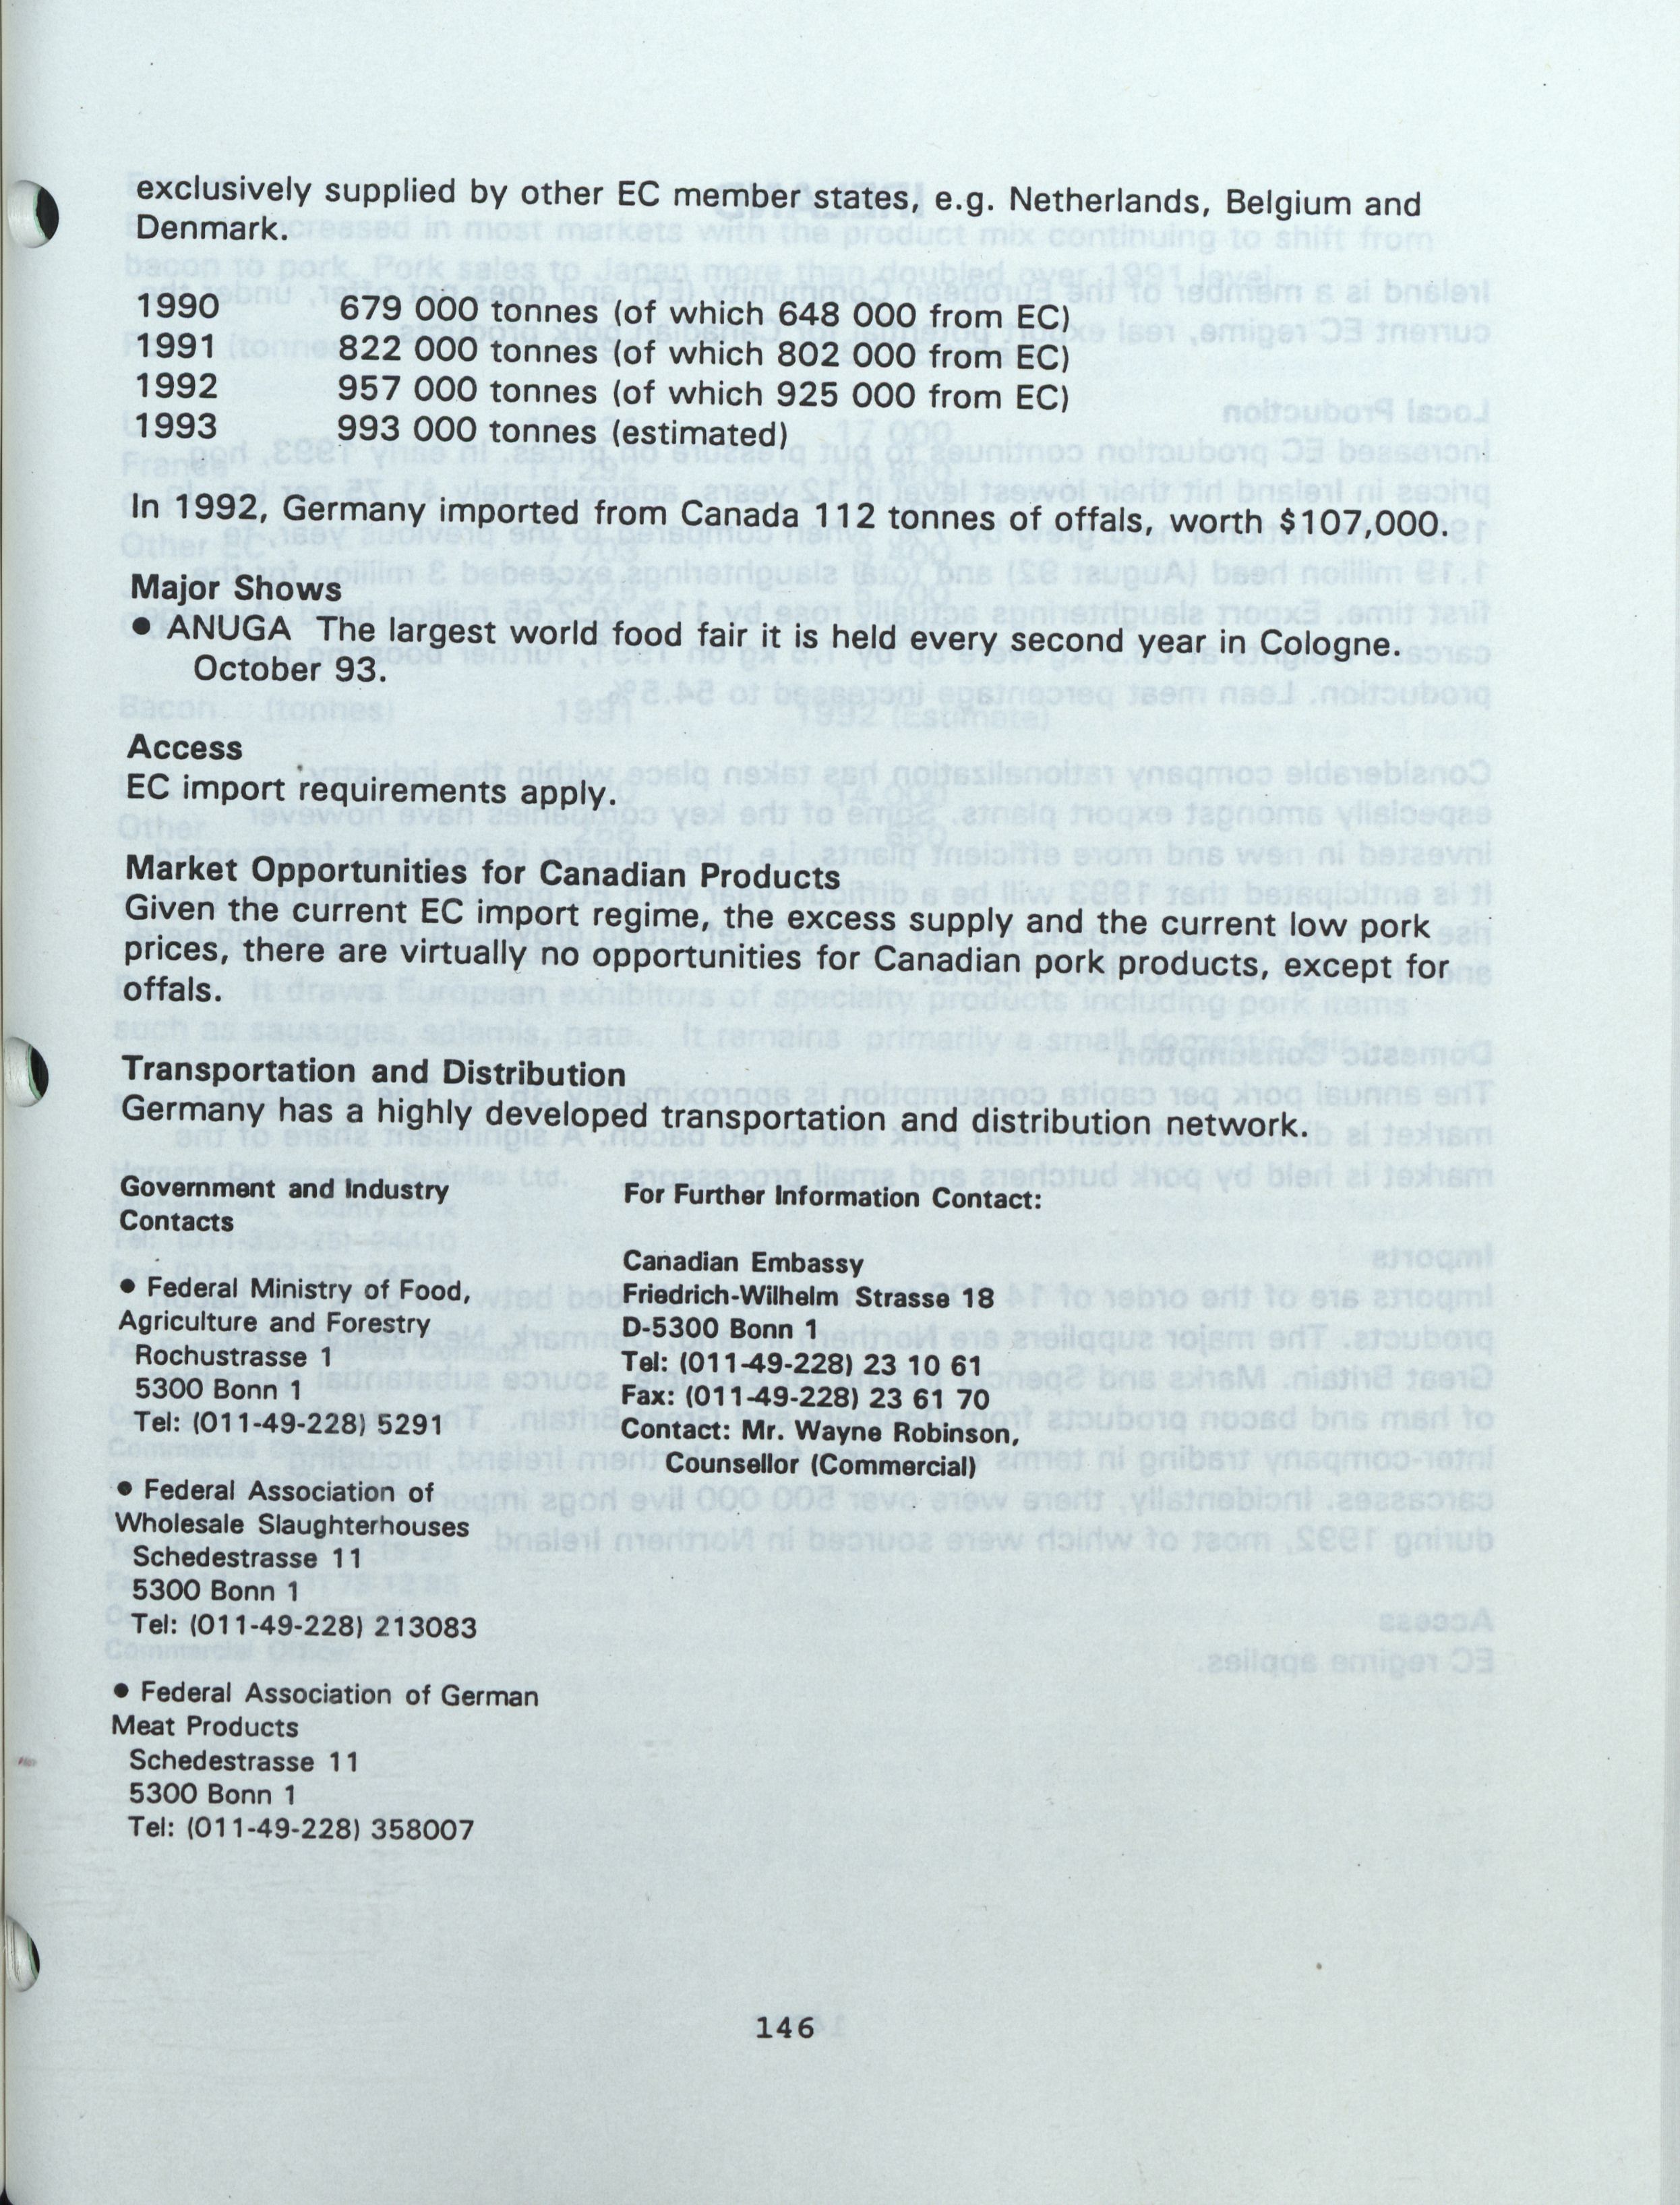 exclusively supplied by other EC member states, e.g. Netherlands, Belgium and
Denmark.
1990 679 000 tonnes (of which 648 000 from EC)
1991 822 000 tonnes (of which 802 000 from EC)
1992 957 000 tonnes (of which 925 000 from EC)
1993 993 000 tonnes (estimated)
In 1992, Germany imported from Canada 112 tonnes of offals, worth $107,000.
Major Shows
● ANUGA The largest world food fair it is held every second year in Cologne.
October 93.
Access
EC import requirements apply.
Market Opportunities for Canadian Products
Given the current EC import regime, the excess supply and the current low pork
prices, there are virtually no opportunities for Canadian pork products, except for
offals.
Transportation and Distribution
Germany has a highly developed transportation and distribution network.
Government and Industry
Contacts
● Federal Ministry of Food,
Agriculture and Forestry
Rochustrasse 1
5300 Bonn 1
Tel: (011-49-228) 5291
● Federal Association of
Wholesale Slaughterhouses
Schedestrasse 11
5300 Bonn 1
Tel: (011-49-228) 213083
● Federal Association of German
Meat Products
Schedestrasse 11
5300 Bonn 1
Tel: (011-49-228) 358007
For Further Information Contact:
Canadian Embassy
Friedrich-Wilhelm Strasse 18
D-5300 Bonn 1
Tel: (011-49-228) 23 10 61
Fax: (011-49-228) 23 61 70
Contact: Mr. Wayne Robinson,
Counsellor (Commercial)
146